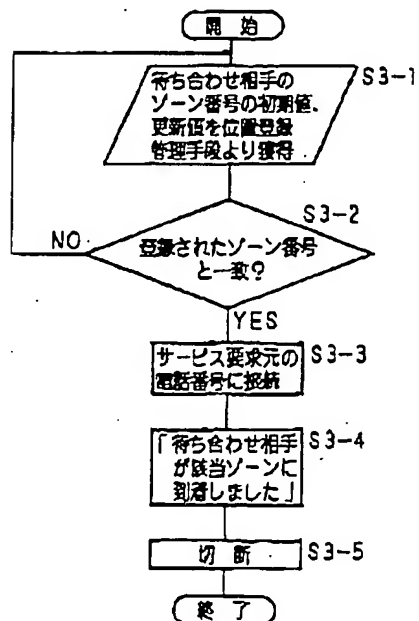 開始
待ち合わせ相手の
ゾーン番号の初期値、
更新値を位置登録
管理手段より獲得
S3-1
S3-2
登録されたゾーン番号
と一致?
NO
YES
サービス要求元の
電話番号に接続
S3-3
「待ち合わせ相手
が該当ゾーンに
到着しました」
S3-4
切断
S3-5
終了